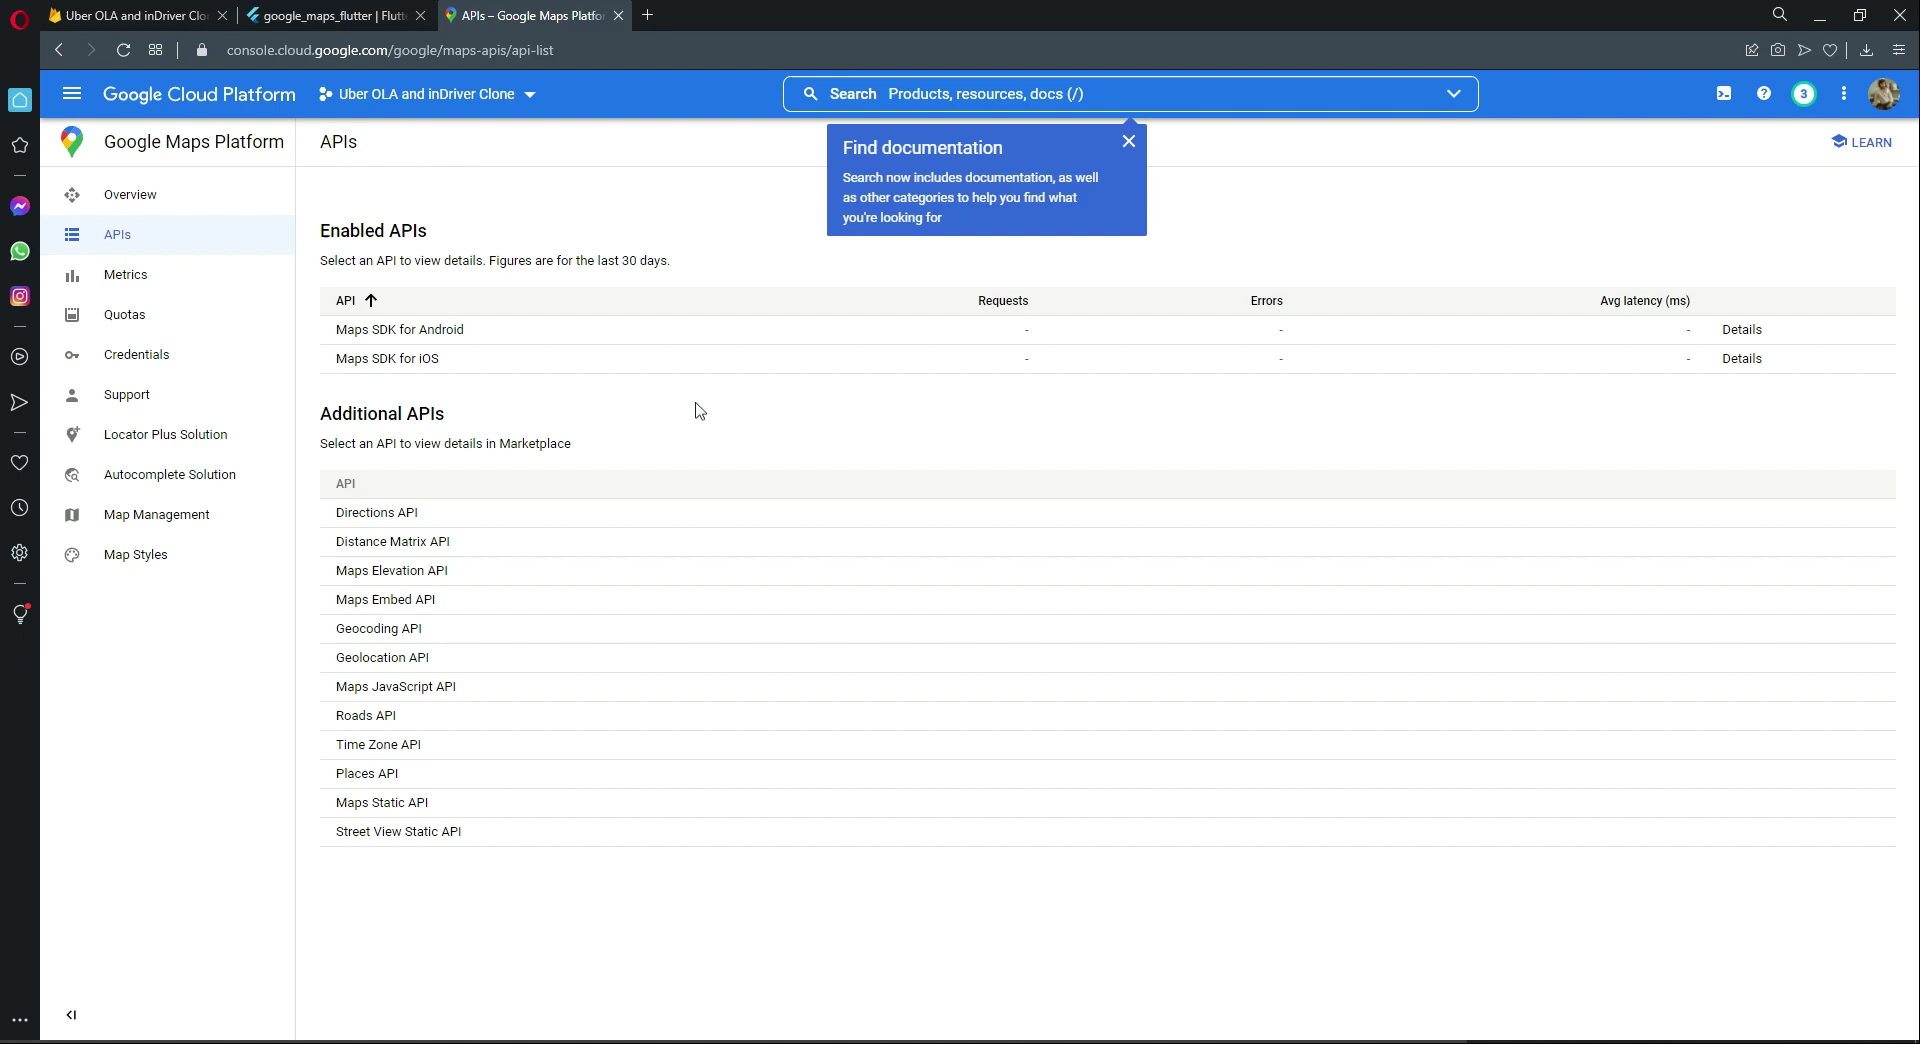 Uber OLA and inDriver Clo
google_maps_flutter | Flutt
APIs – Google Maps Platfo
console.cloud.google.com/google/maps-apis/api-list
Google Cloud Platform
Uber OLA and inDriver Clone
Search Products, resources, docs (/)
3
Google Maps Platform
APIs
LEARN
Find documentation
Search now includes documentation, as well
as other categories to help you find what
you're looking for
Overview
APIs
Metrics
Quotas
Credentials
Support
Locator Plus Solution
Autocomplete Solution
Map Management
Map Styles
Enabled APIs
Select an API to view details. Figures are for the last 30 days.
API Requests Errors Avg latency (ms)
Maps SDK for Android - - - Details
Maps SDK for iOS - - - Details
Additional APIs
Select an API to view details in Marketplace
API
Directions API
Distance Matrix API
Maps Elevation API
Maps Embed API
Geocoding API
Geolocation API
Maps JavaScript API
Roads API
Time Zone API
Places API
Maps Static API
Street View Static API